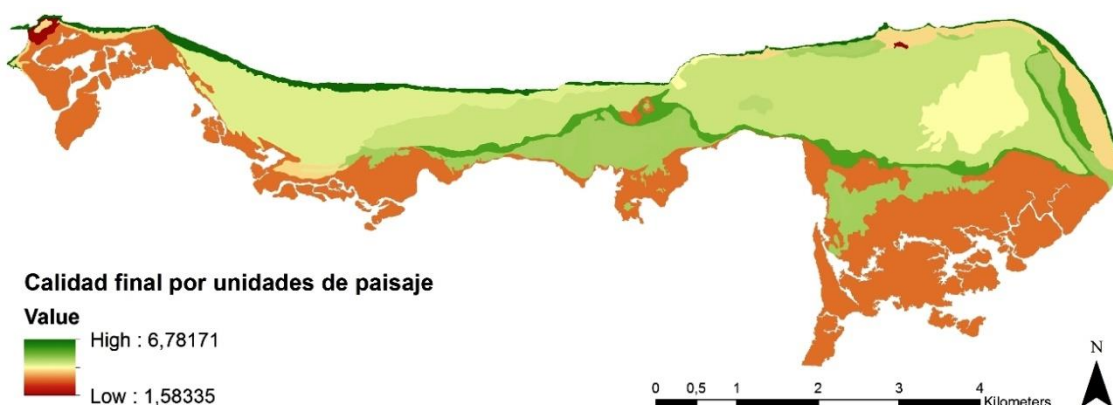 Calidad final por unidades de paisaje
Value
High : 6,78171
Low : 1,58335
N
0 0,5 1 2 3 4
Kilometers